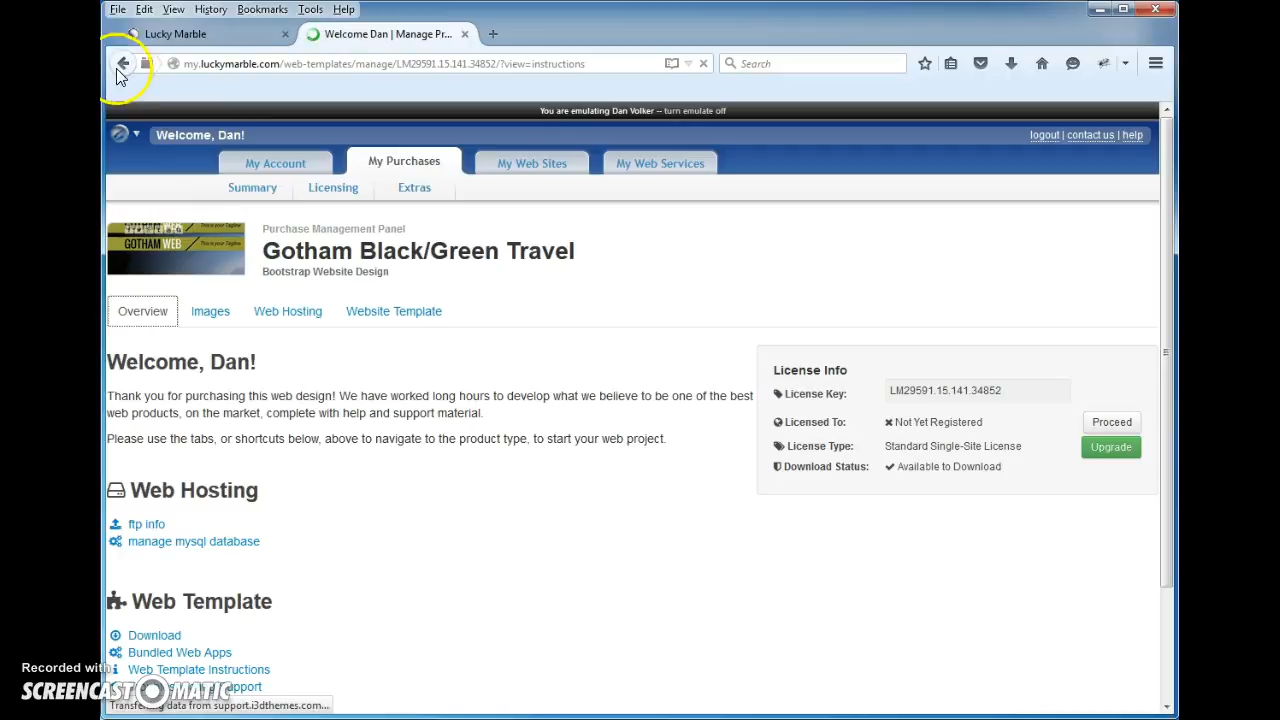 File Edit View History Bookmarks Tools Help
Lucky Marble
Welcome Dan | Manage Pr...
my.luckymarble.com/web-templates/manage/LM29591.15.141.34852/?view=instructions
Search
You are emulating Dan Volker -- turn emulate off
Welcome, Dan!
logout | contact us | help
My Account My Purchases My Web Sites My Web Services
Summary Licensing Extras
GOTHAM WEB This is your Tagline
Purchase Management Panel
Gotham Black/Green Travel
Bootstrap Website Design
Overview Images Web Hosting Website Template
Welcome, Dan!
Thank you for purchasing this web design! We have worked long hours to develop what we believe to be one of the best
web products, on the market, complete with help and support material.
Please use the tabs, or shortcuts below, above to navigate to the product type, to start your web project.
License Info
License Key: LM29591.15.141.34852
Licensed To: Not Yet Registered Proceed
License Type: Standard Single-Site License Upgrade
Download Status: Available to Download
Web Hosting
ftp info
manage mysql database
Web Template
Download
Bundled Web Apps
Web Template Instructions
support
Transferring data from support.i3dthemes.com...
Recorded with
SCREENCAST-O-MATIC